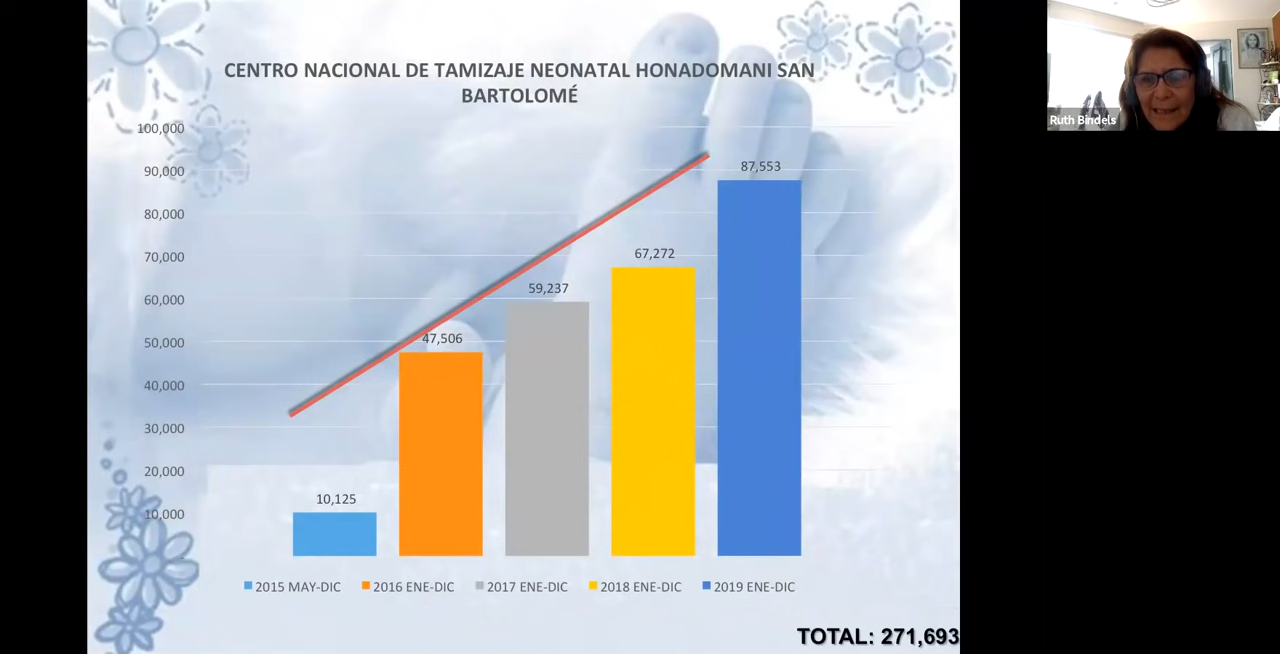 CENTRO NACIONAL DE TAMIZAJE NEONATAL HONADOMANI SAN
BARTOLOMÉ
100,000
90,000
80,000
70,000
60,000
50,000
40,000
30,000
20,000
10,000
10,125
47,506
59,237
67,272
87,553
2015 MAY-DIC
2016 ENE-DIC
2017 ENE-DIC
2018 ENE-DIC
2019 ENE-DIC
TOTAL: 271,693
Ruth Bindels